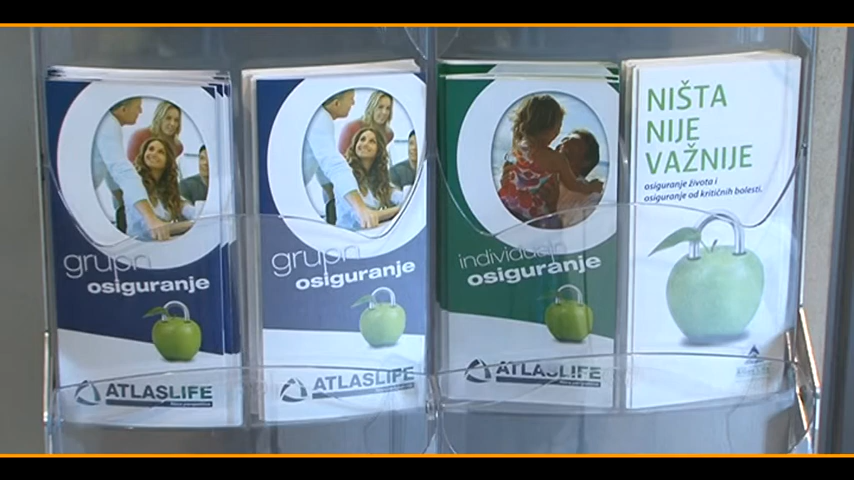 grupno
osiguranje
ATLASLIFE
grupno
osiguranje
ATLASLIFE
individualno
osiguranje
ATLASLIFE
NIŠTA
NIJE
VAŽNIJE
osiguranje života i
osiguranje od kritičnih bolesti.